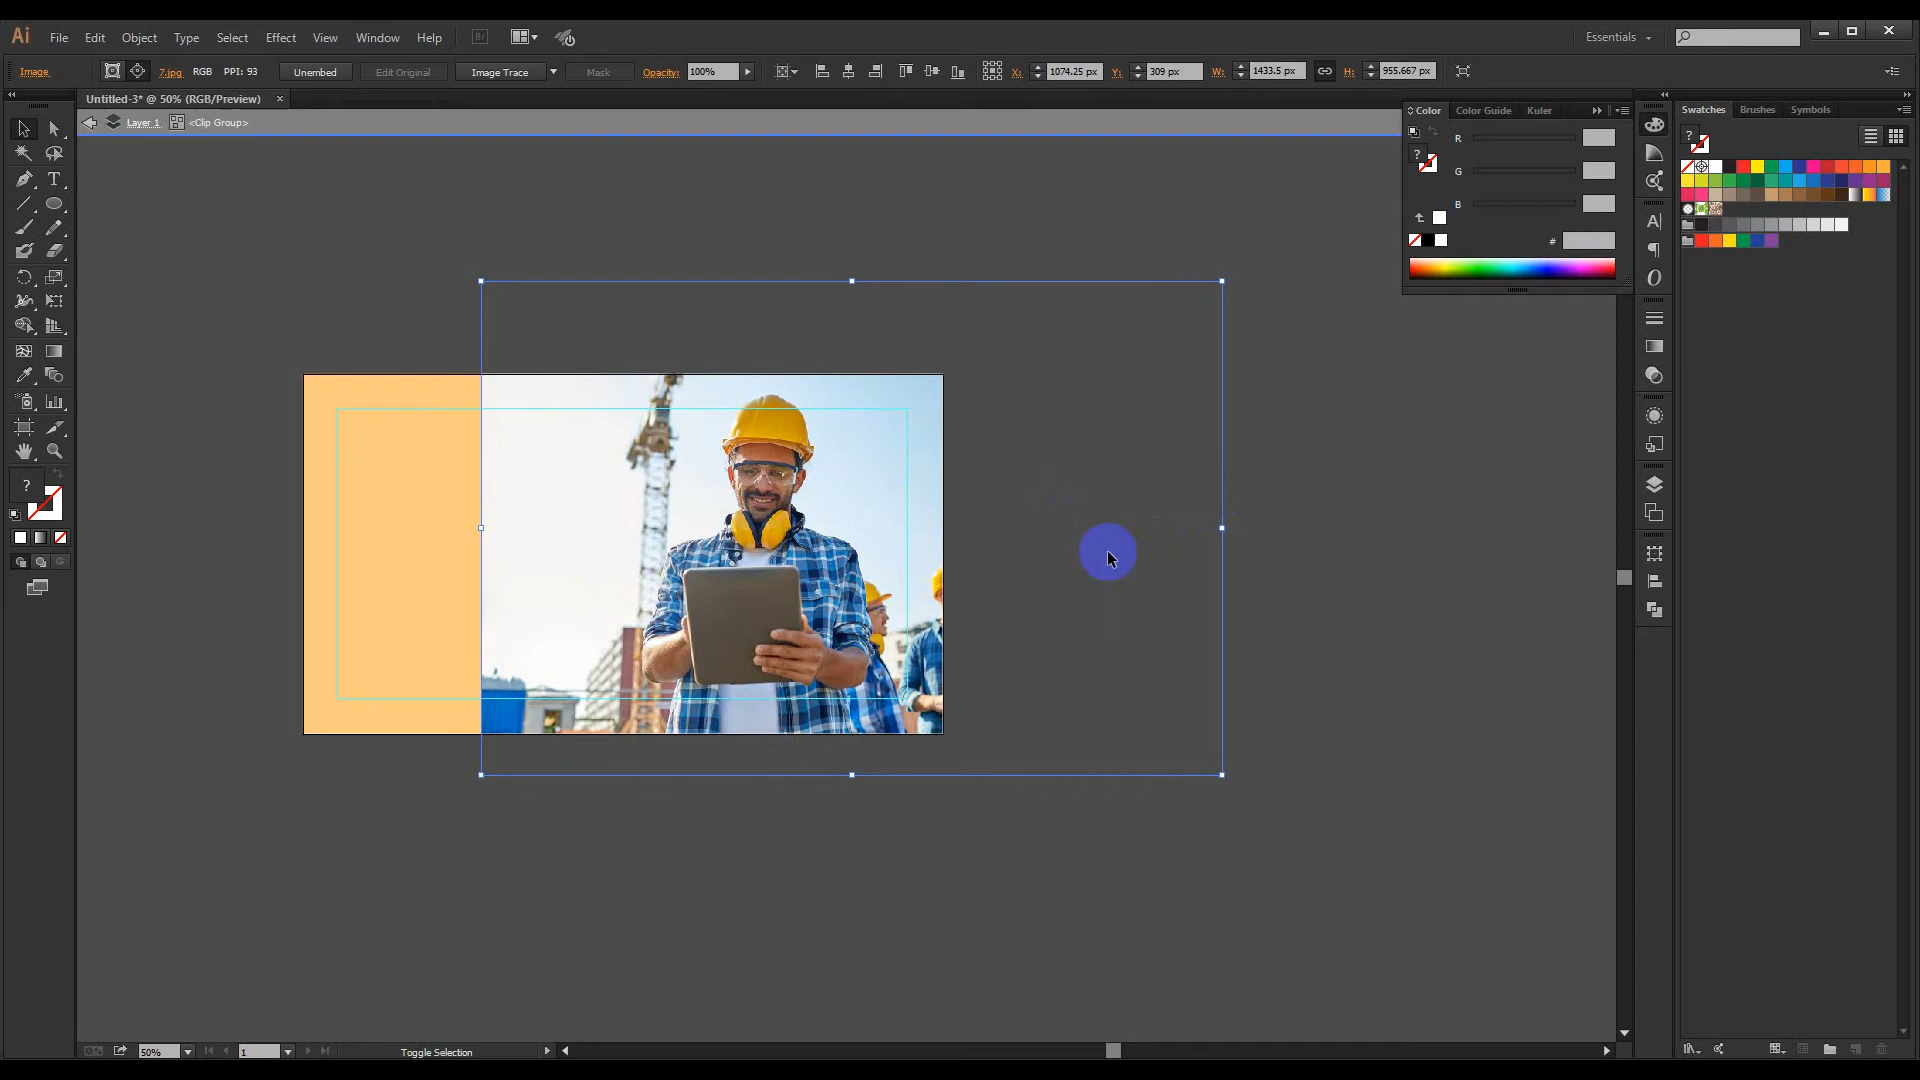 Ai File Edit Object Type Select Effect View Window Help Br Essentials
Image 7.jpg RGB PPI: 93 Unembed Edit Original Image Trace Mask Opacity: 100% X: 1074.25 px Y: 309 px W: 1433.5 px H: 955.667 px
Untitled-3* @ 50% (RGB/Preview) ×
Layer 1 <Clip Group>
Color Color Guide Kuler
Swatches Brushes Symbols
R
G
B
#
?
50% 1 Toggle Selection